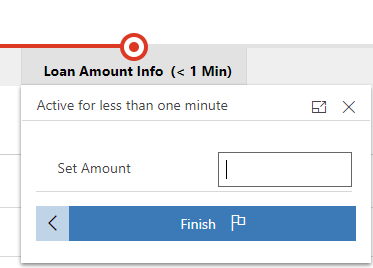 Loan Amount Info (< 1 Min)
Active for less than one minute
Set Amount
Finish